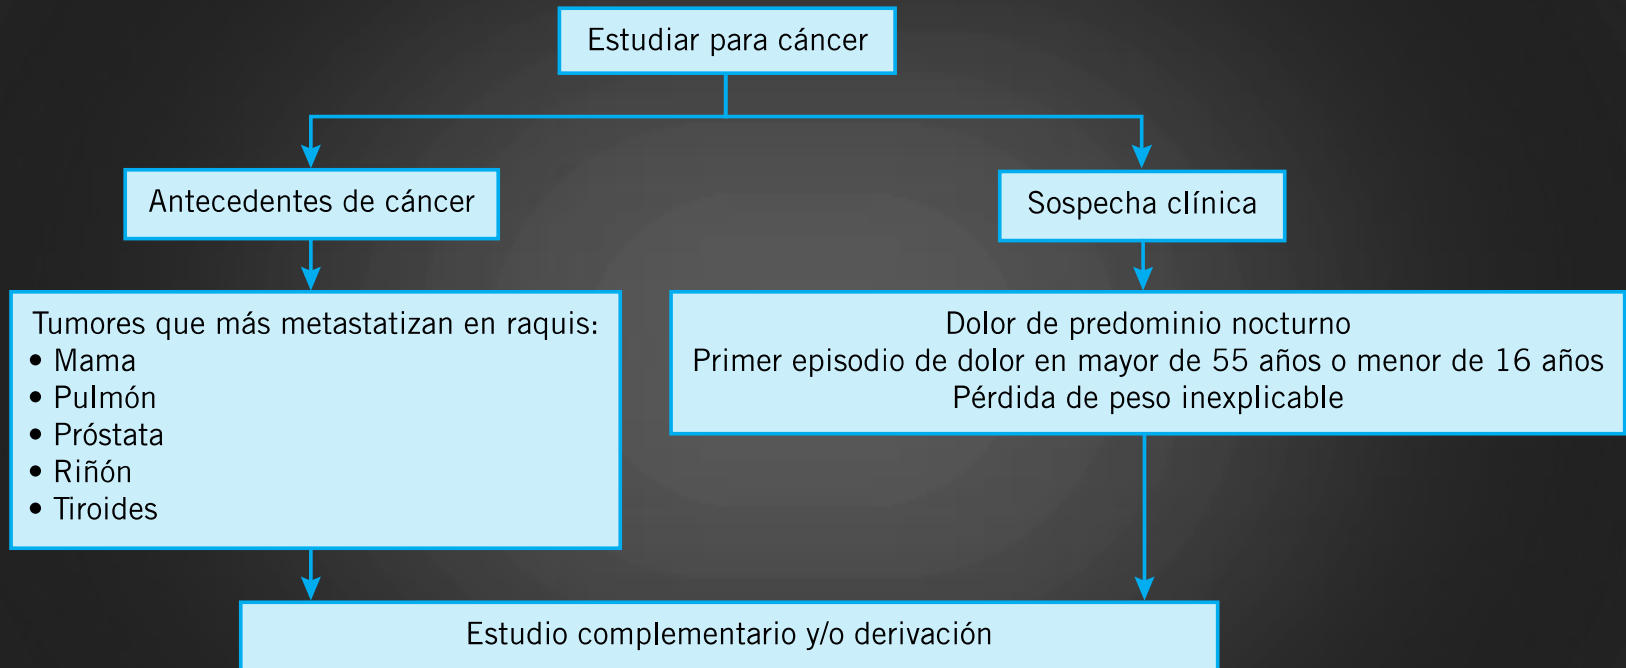 Estudiar para cáncer
Antecedentes de cáncer
Sospecha clínica
Tumores que más metastatizan en raquis:
• Mama
• Pulmón
• Próstata
• Riñón
• Tiroides
Dolor de predominio nocturno
Primer episodio de dolor en mayor de 55 años o menor de 16 años
Pérdida de peso inexplicable
Estudio complementario y/o derivación